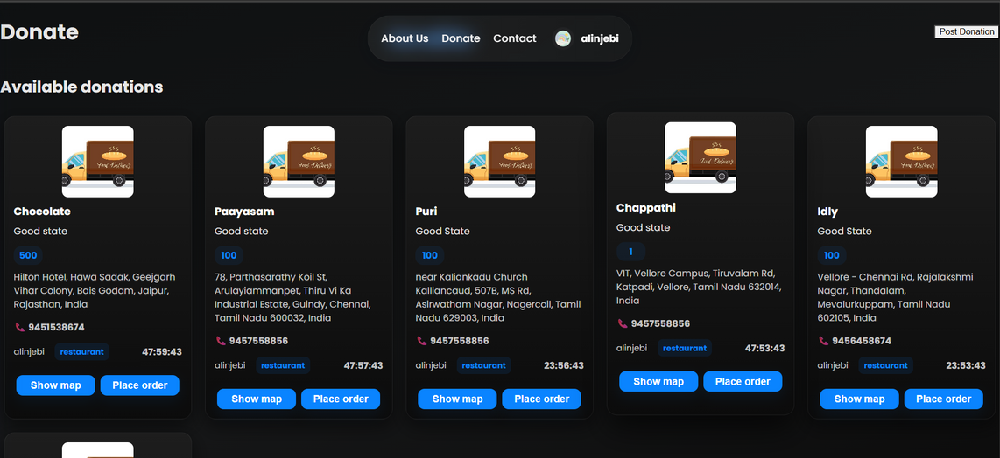 Donate
About Us Donate Contact alinjebi
Post Donation
Available donations
Food Delivery
Chocolate
Good state
500
Hilton Hotel, Hawa Sadak, Geejgarh
Vihar Colony, Bais Godam, Jaipur,
Rajasthan, India
9451538674
alinjebi restaurant 47:59:43
Show map Place order
Food Delivery
Paayasam
Good state
100
78, Parthasarathy Koil St,
Arulayiammanpet, Thiru Vi Ka
Industrial Estate, Guindy, Chennai,
Tamil Nadu 600032, India
9457558856
alinjebi restaurant 47:57:43
Show map Place order
Food Delivery
Puri
Good State
100
near Kaliankadu Church
Kalliancaud, 507B, MS Rd,
Asirwatham Nagar, Nagercoil, Tamil
Nadu 629003, India
9457558856
alinjebi restaurant 23:56:43
Show map Place order
Food Delivery
Chappathi
Good state
1
VIT, Vellore Campus, Tiruvalam Rd,
Katpadi, Vellore, Tamil Nadu 632014,
India
9457558856
alinjebi restaurant 47:53:43
Show map Place order
Food Delivery
Idly
Good State
100
Vellore - Chennai Rd, Rajalakshmi
Nagar, Thandalam,
Mevalurkuppam, Tamil Nadu
602105, India
9456458674
alinjebi restaurant 23:53:43
Show map Place order